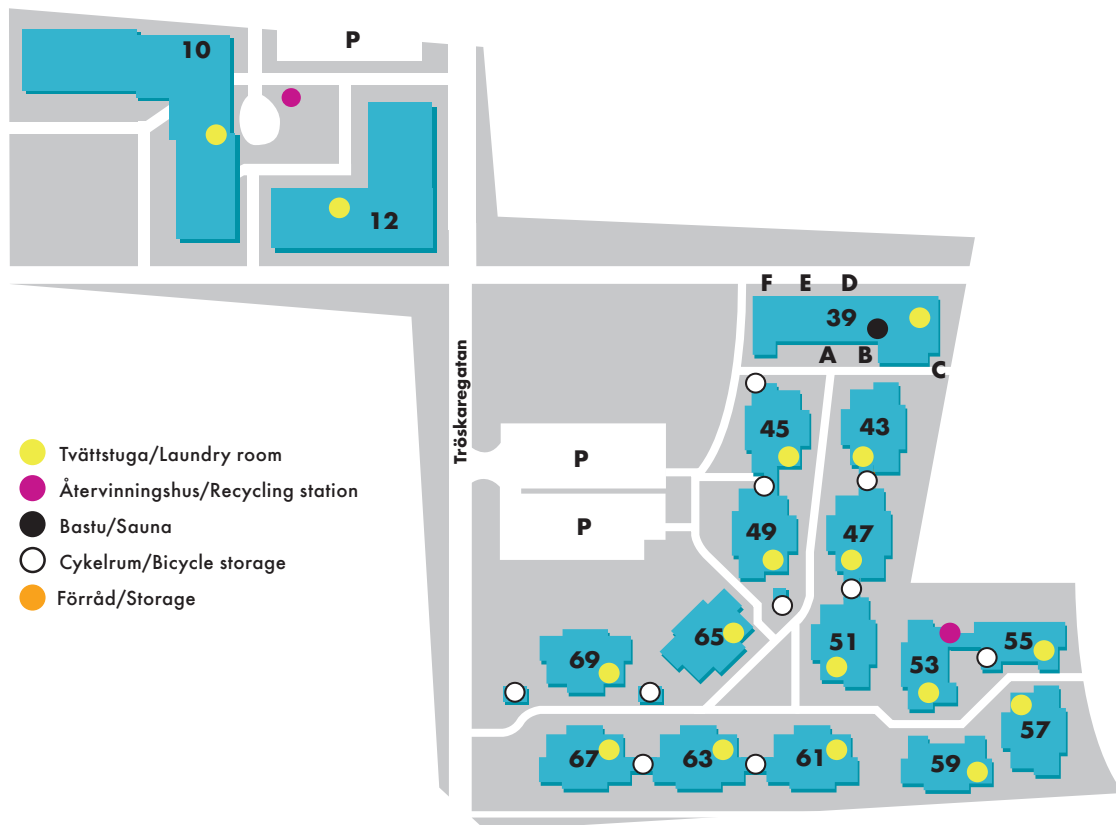 10
P
12
F E D
39
A B
C
Tröskaregatan
45
43
P
P
49
47
Tvättstuga/Laundry room
Återvinningshus/Recycling station
Bastu/Sauna
Cykelrum/Bicycle storage
Förråd/Storage
65
51
55
53
69
57
67
63
61
59